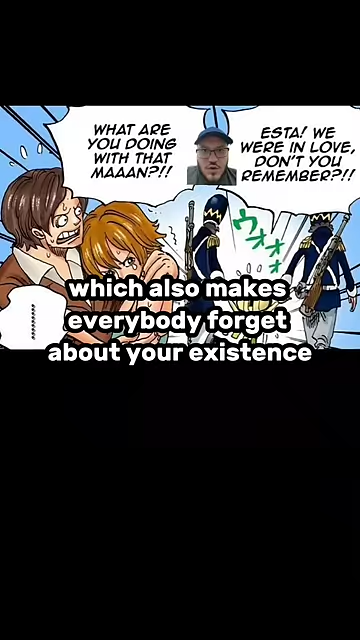 WHAT ARE
YOU DOING
WITH THAT
MAAAN?!!
ESTA! WE
WERE IN LOVE,
DON'T YOU
REMEMBER?!!
ウオオオ
which also makes
everybody forget
about your existence